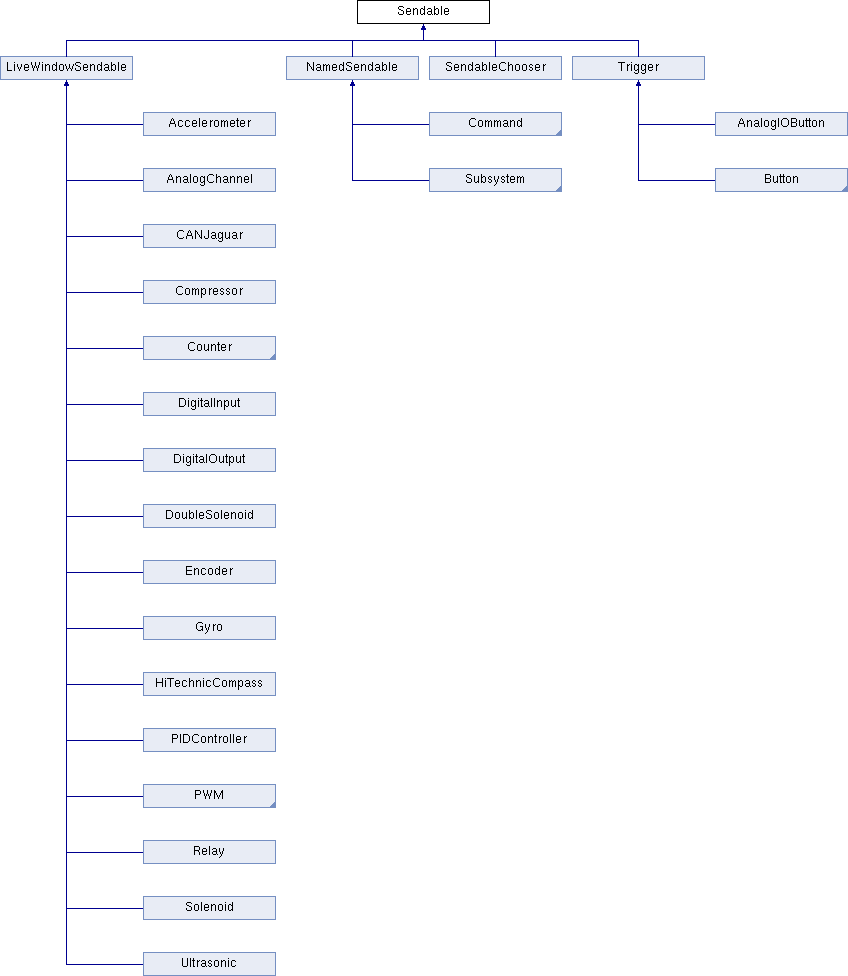 Sendable
LiveWindowSendable
NamedSendable
SendableChooser
Trigger
Accelerometer
Command
AnalogIOButton
AnalogChannel
Subsystem
Button
CANJaguar
Compressor
Counter
DigitalInput
DigitalOutput
DoubleSolenoid
Encoder
Gyro
HiTechnicCompass
PIDController
PWM
Relay
Solenoid
Ultrasonic